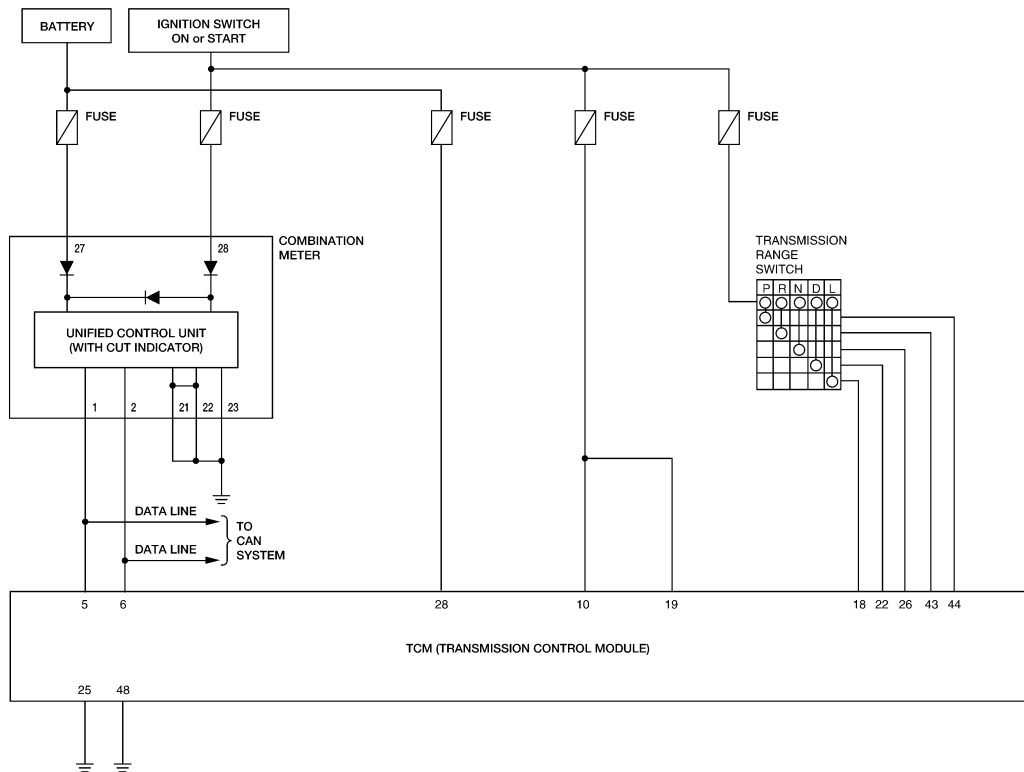 BATTERY
IGNITION SWITCH
ON or START
FUSE
FUSE
FUSE
FUSE
FUSE
27
28
COMBINATION
METER
TRANSMISSION
RANGE
SWITCH
P R N D L
UNIFIED CONTROL UNIT
(WITH CUT INDICATOR)
1
2
21
22
23
DATA LINE
DATA LINE
TO
CAN
SYSTEM
5
6
28
10
19
18
22
26
43
44
TCM (TRANSMISSION CONTROL MODULE)
25
48